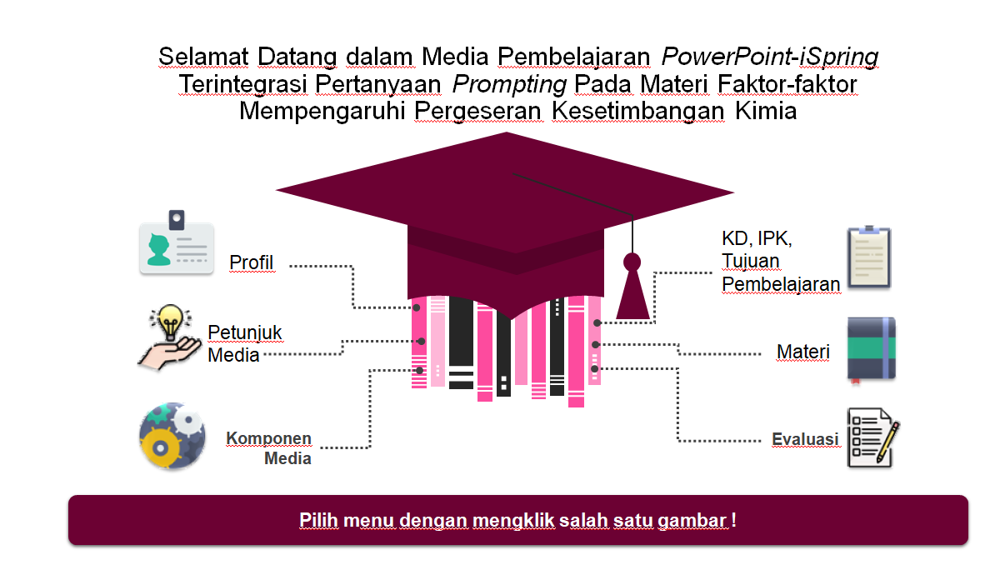 Selamat Datang dalam Media Pembelajaran PowerPoint-iSpring
Terintegrasi Pertanyaan Prompting Pada Materi Faktor-faktor
Mempengaruhi Pergeseran Kesetimbangan Kimia
Profil
Petunjuk
Media
Komponen
Media
KD, IPK,
Tujuan
Pembelajaran
Materi
Evaluasi
Pilih menu dengan mengklik salah satu gambar !